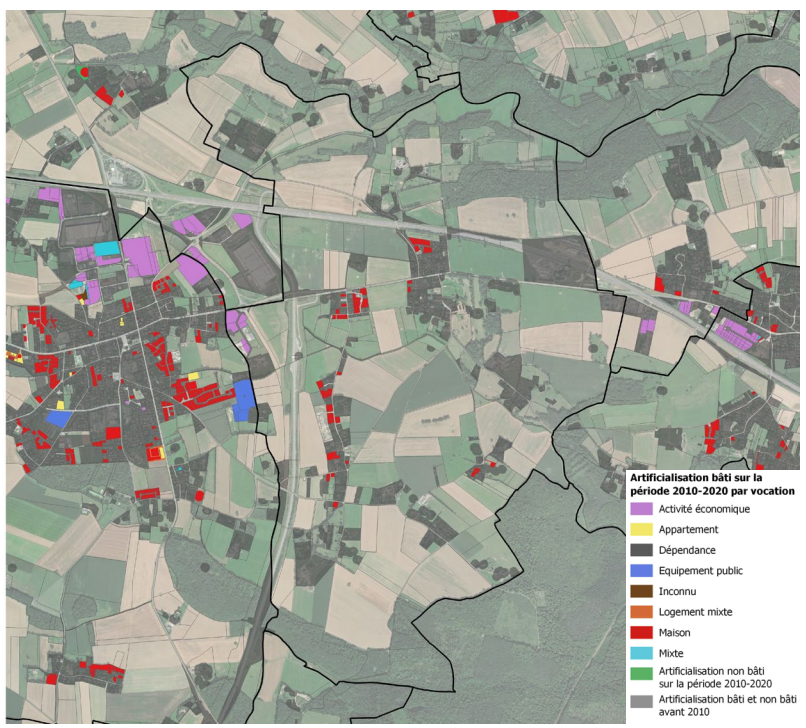 Artificialisation bâti sur la
période 2010-2020 par vocation
Activité économique
Appartement
Dépendance
Equipement public
Inconnu
Logement mixte
Maison
Mixte
Artificialisation non bâti
sur la période 2010-2020
Artificialisation bâti et non bâti
avant 2010